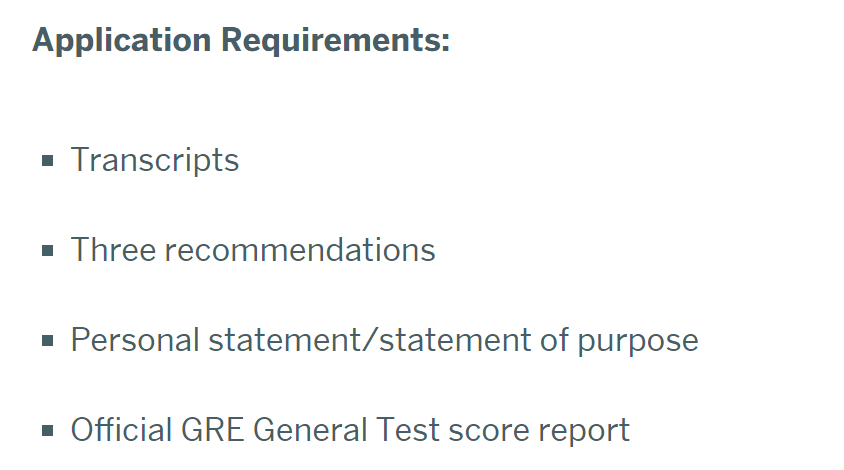 Application Requirements:
Transcripts
Three recommendations
Personal statement/statement of purpose
Official GRE General Test score report